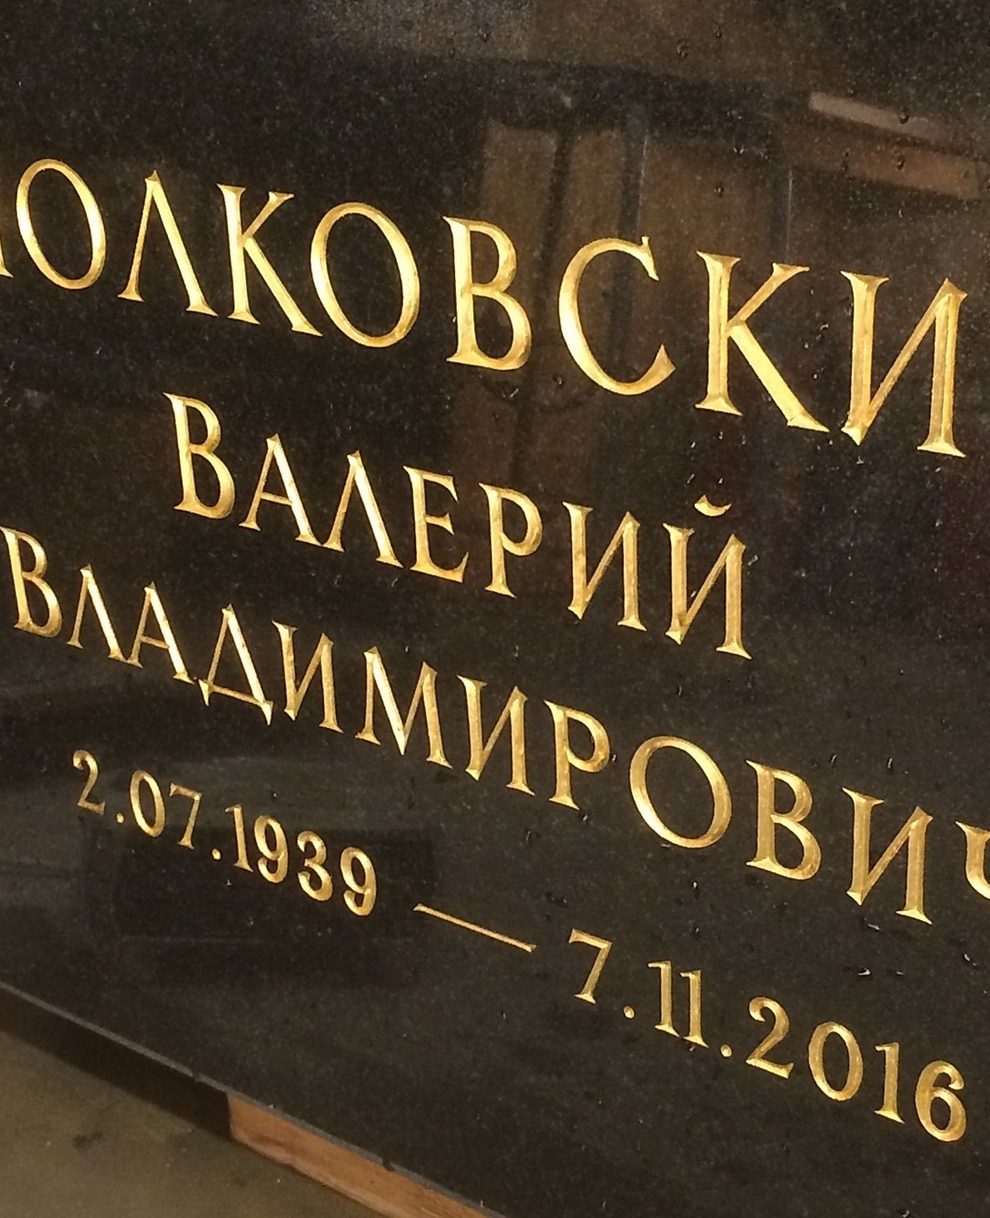 ОЛКОВСКИ
ВАЛЕРИЙ
ВЛАДИМИРОВИЧ
2.07.1939 — 7.11.2016